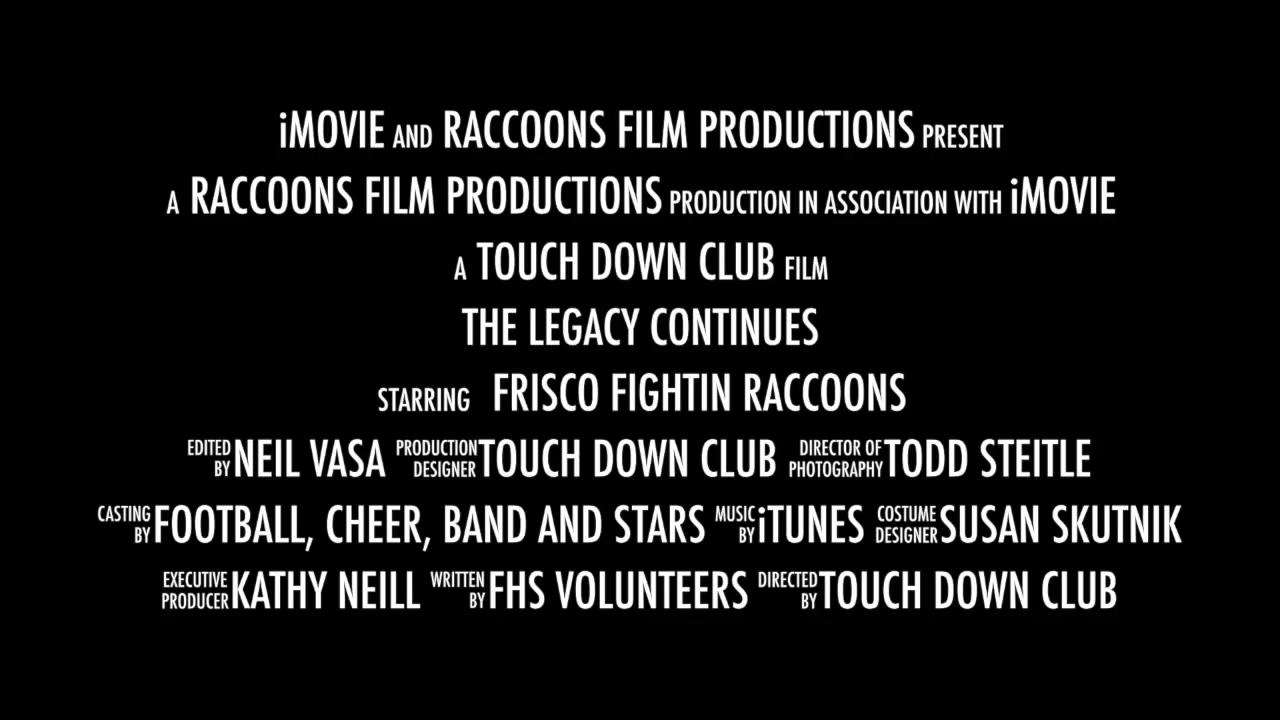 iMOVIE AND RACCOONS FILM PRODUCTIONS PRESENT
A RACCOONS FILM PRODUCTIONS PRODUCTION IN ASSOCIATION WITH iMOVIE
A TOUCH DOWN CLUB FILM
THE LEGACY CONTINUES
STARRING FRISCO FIGHTIN RACCOONS
EDITED BY NEIL VASA PRODUCTION DESIGNER TOUCH DOWN CLUB DIRECTOR OF PHOTOGRAPHY TODD STEITLE
CASTING BY FOOTBALL, CHEER, BAND AND STARS MUSIC BY iTUNES COSTUME DESIGNER SUSAN SKUTNIK
EXECUTIVE PRODUCER KATHY NEILL WRITTEN BY FHS VOLUNTEERS DIRECTED BY TOUCH DOWN CLUB